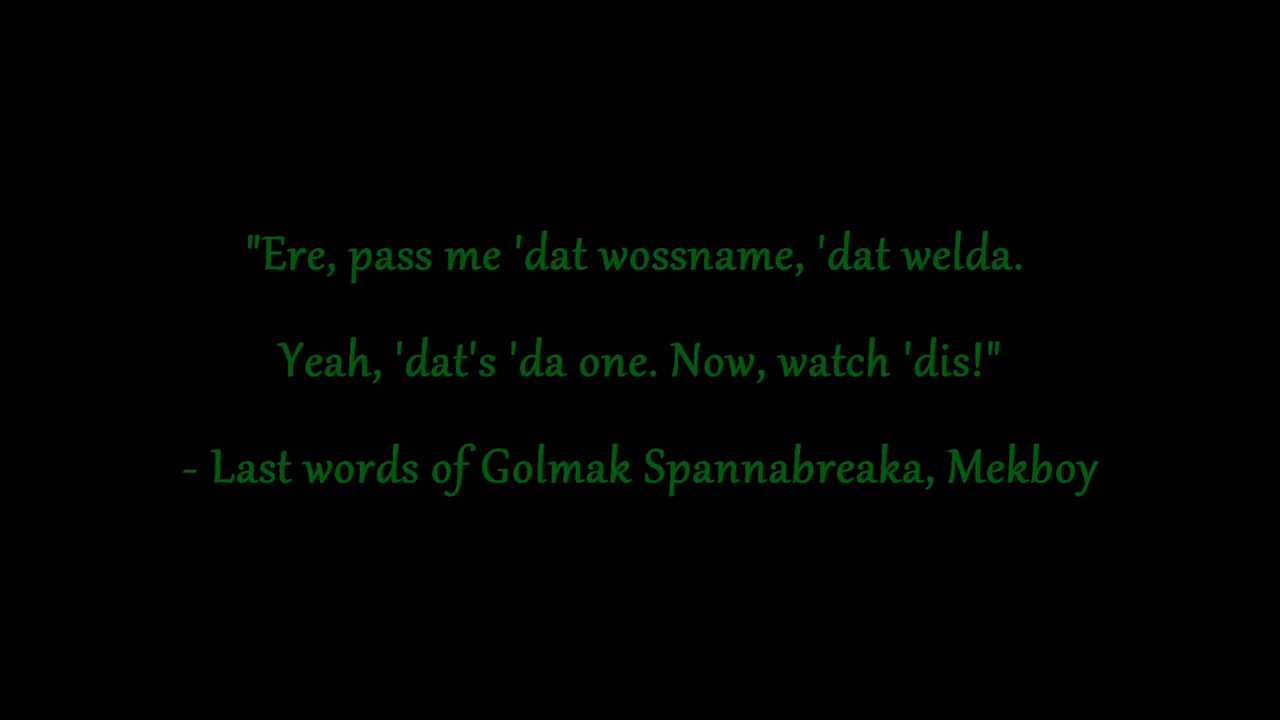 "Ere, pass me 'dat wossname, 'dat welda.
Yeah, 'dat's 'da one. Now, watch 'dis!"
- Last words of Golmak Spannabreaka, Mekboy